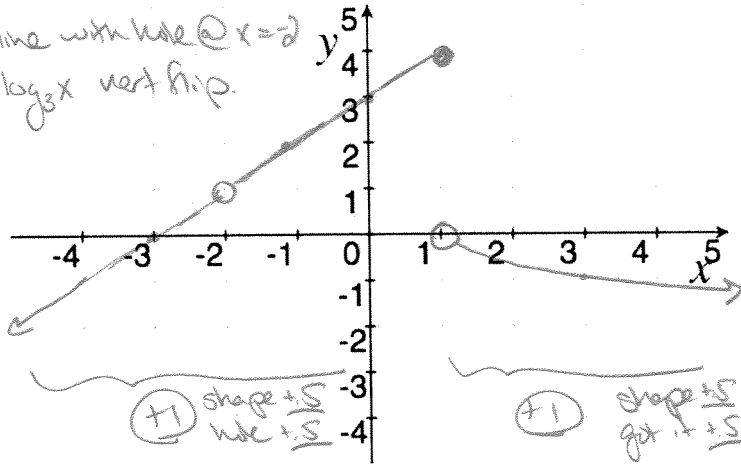 line with hole @ x=-2
log₃x vert flip.
y
5
4
3
2
1
-4 -3 -2 -1 0 1 2 3 4 5
x
-1
-2
-3
-4
+1 shape +.5
hole +.5
+1 shape +.5
got it +.5